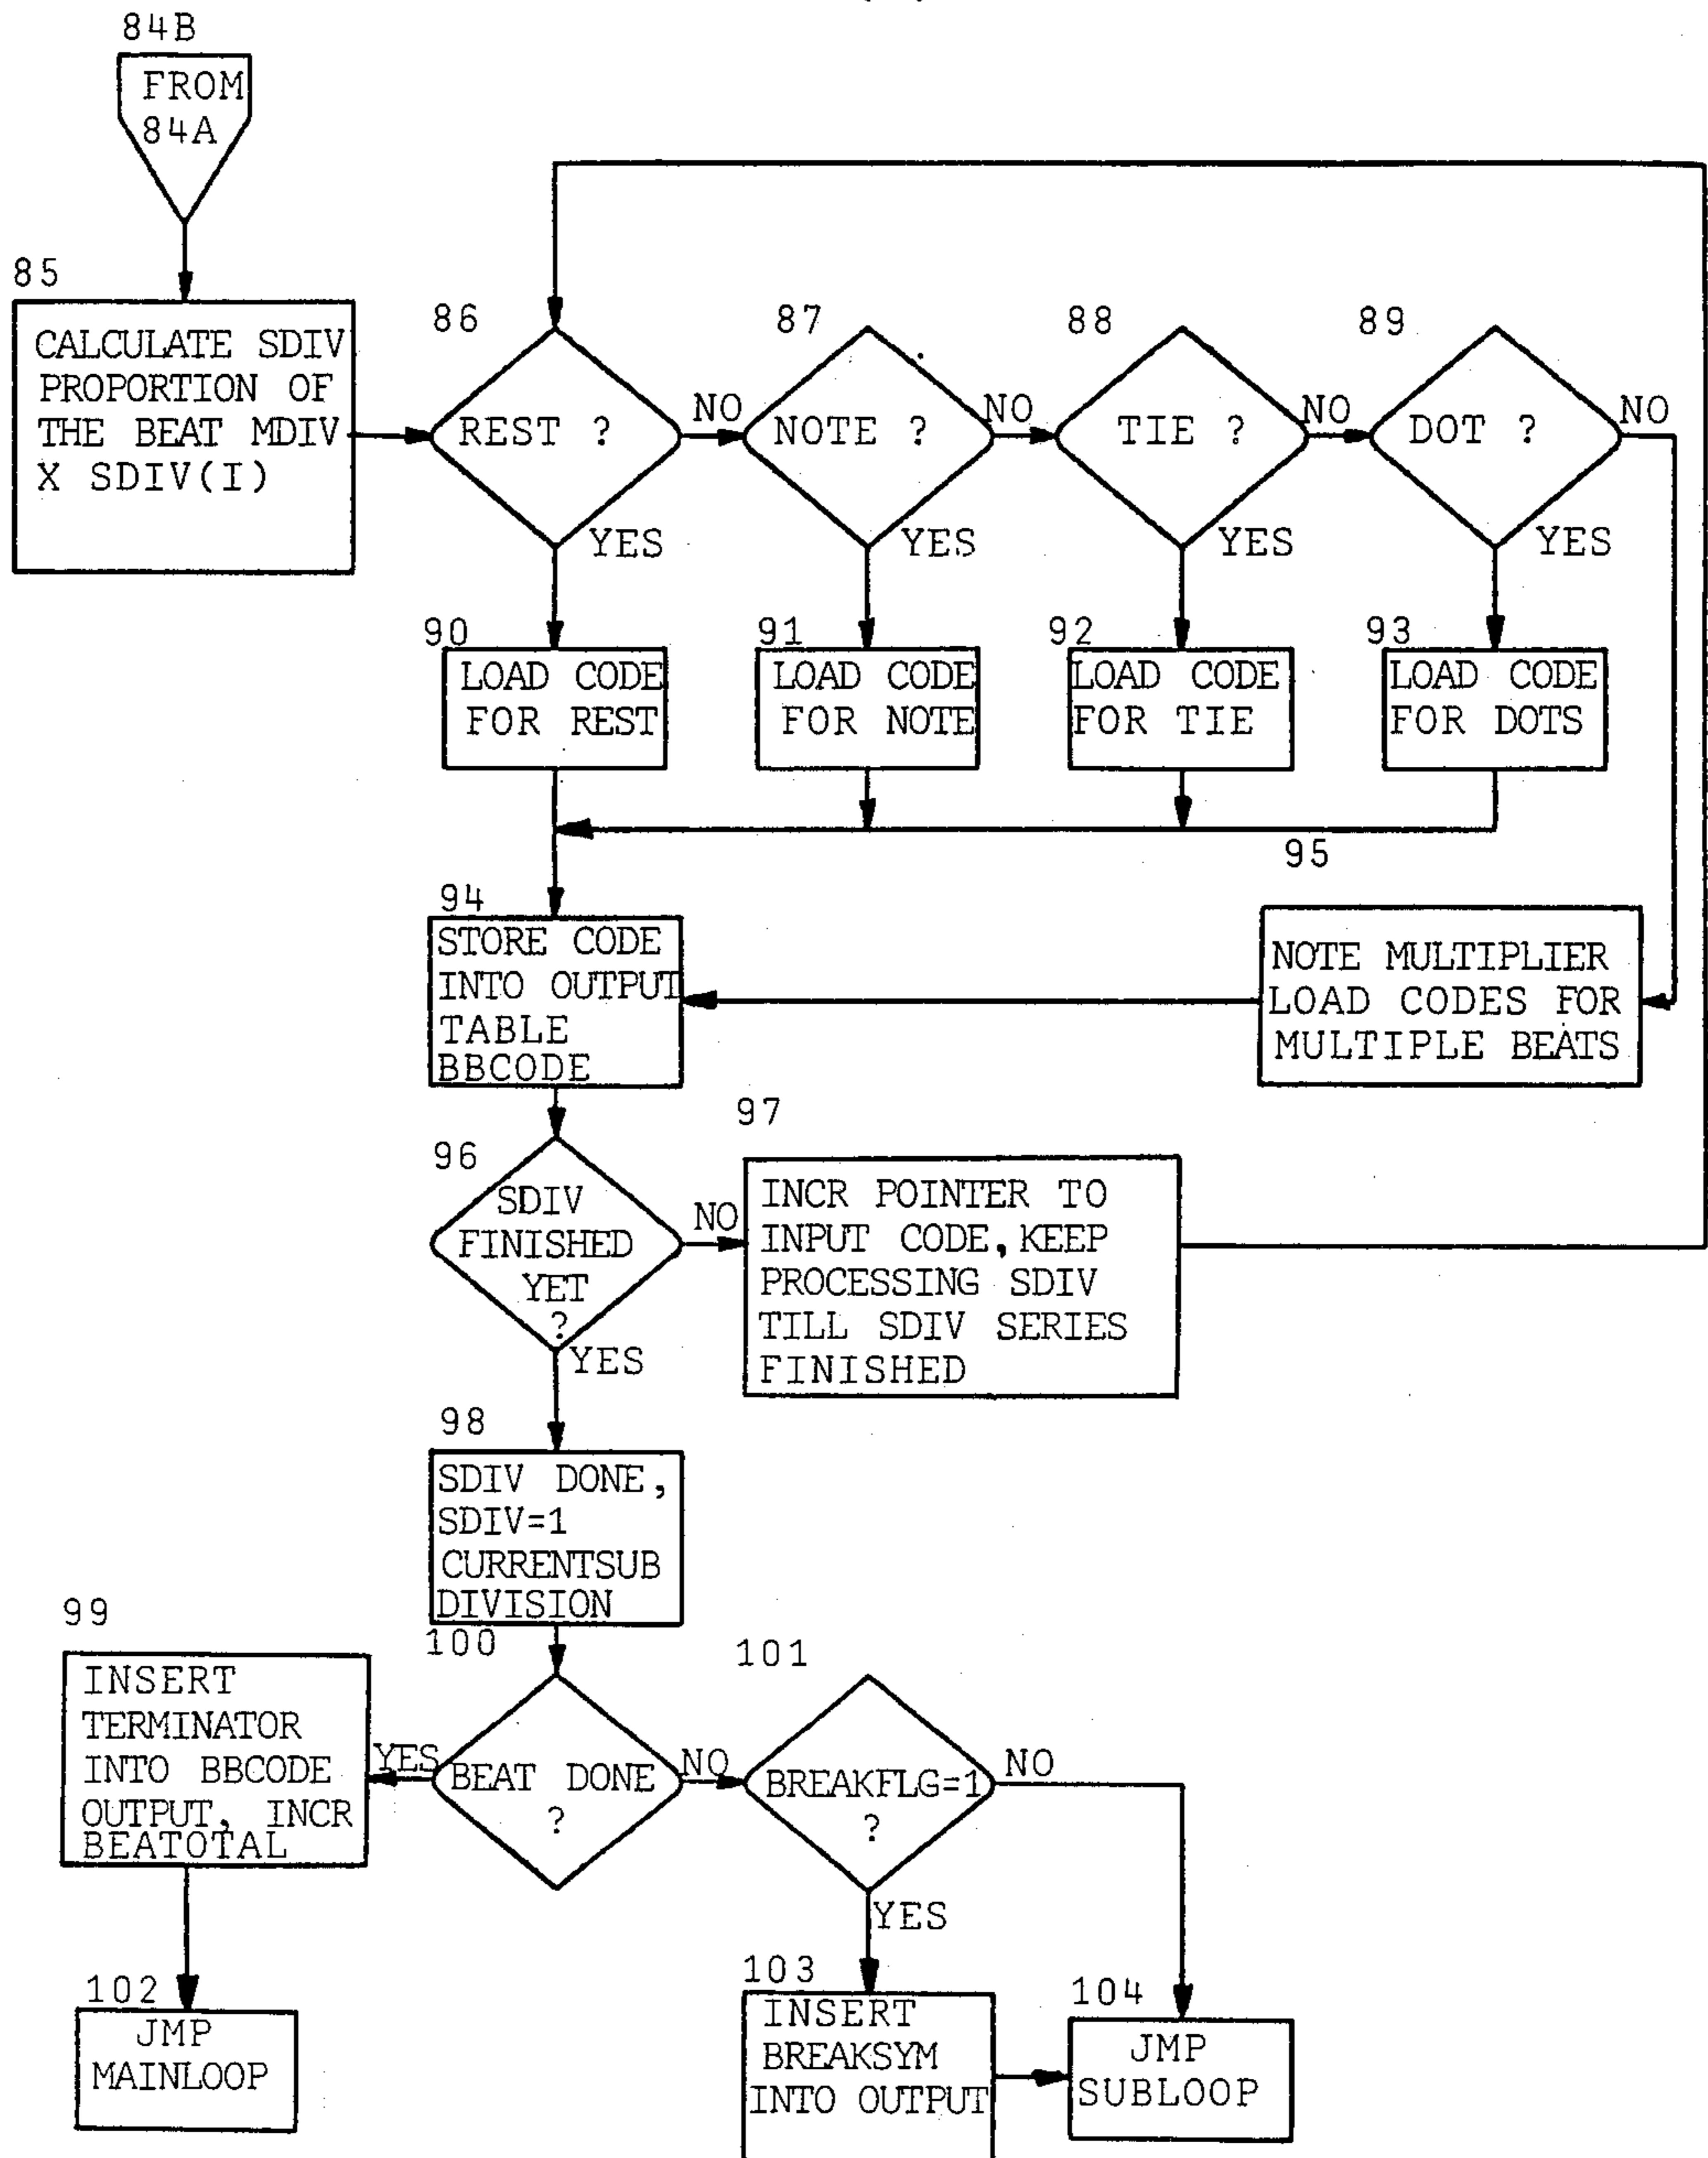 84B
FROM
84A
85
CALCULATE SDIV
PROPORTION OF
THE BEAT MDIV
X SDIV(I)
86
REST ?
NO
YES
87
NOTE ?
NO
YES
88
TIE ?
NO
YES
89
DOT ?
NO
YES
90
LOAD CODE
FOR REST
91
LOAD CODE
FOR NOTE
92
LOAD CODE
FOR TIE
93
LOAD CODE
FOR DOTS
94
STORE CODE
INTO OUTPUT
TABLE
BBCODE
95
NOTE MULTIPLIER
LOAD CODES FOR
MULTIPLE BEATS
96
SDIV
FINISHED
YET
?
NO
YES
97
INCR POINTER TO
INPUT CODE, KEEP
PROCESSING SDIV
TILL SDIV SERIES
FINISHED
98
SDIV DONE,
SDIV=1
CURRENTSUB
DIVISION
99
INSERT
TERMINATOR
INTO BBCODE
OUTPUT, INCR
BEATOTAL
100
BEAT DONE
?
YES
NO
101
BREAKFLG=1
?
NO
YES
102
JMP
MAINLOOP
103
INSERT
BREAKSYM
INTO OUTPUT
104
JMP
SUBLOOP